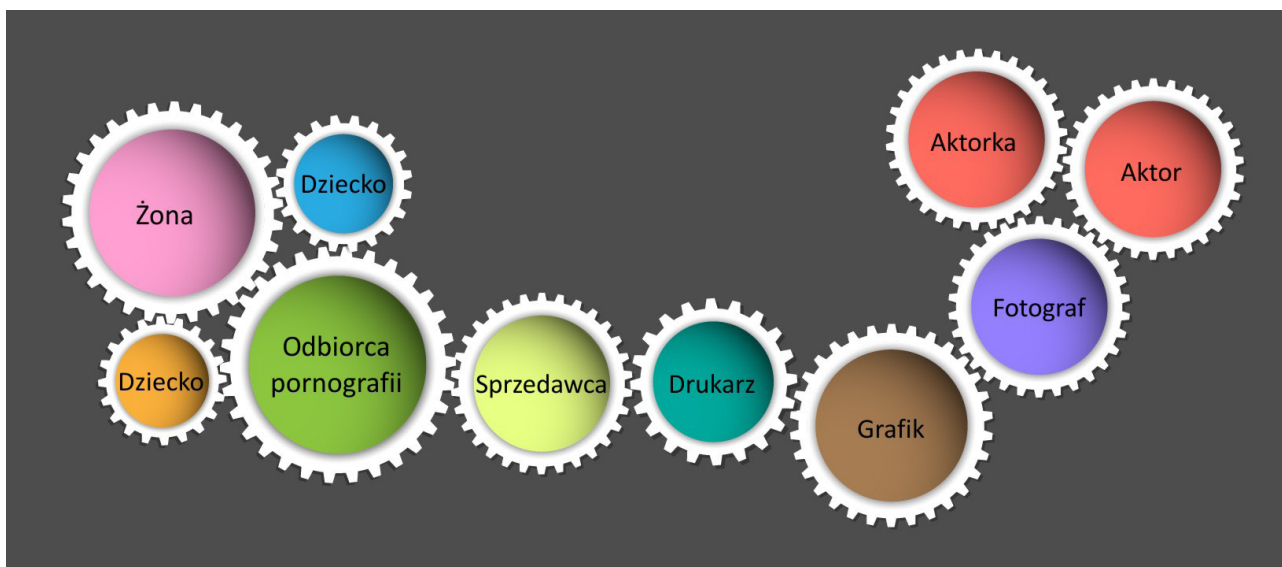 Żona
Dziecko
Dziecko
Odbiorca
pornografii
Sprzedawca
Drukarz
Grafik
Fotograf
Aktorka
Aktor